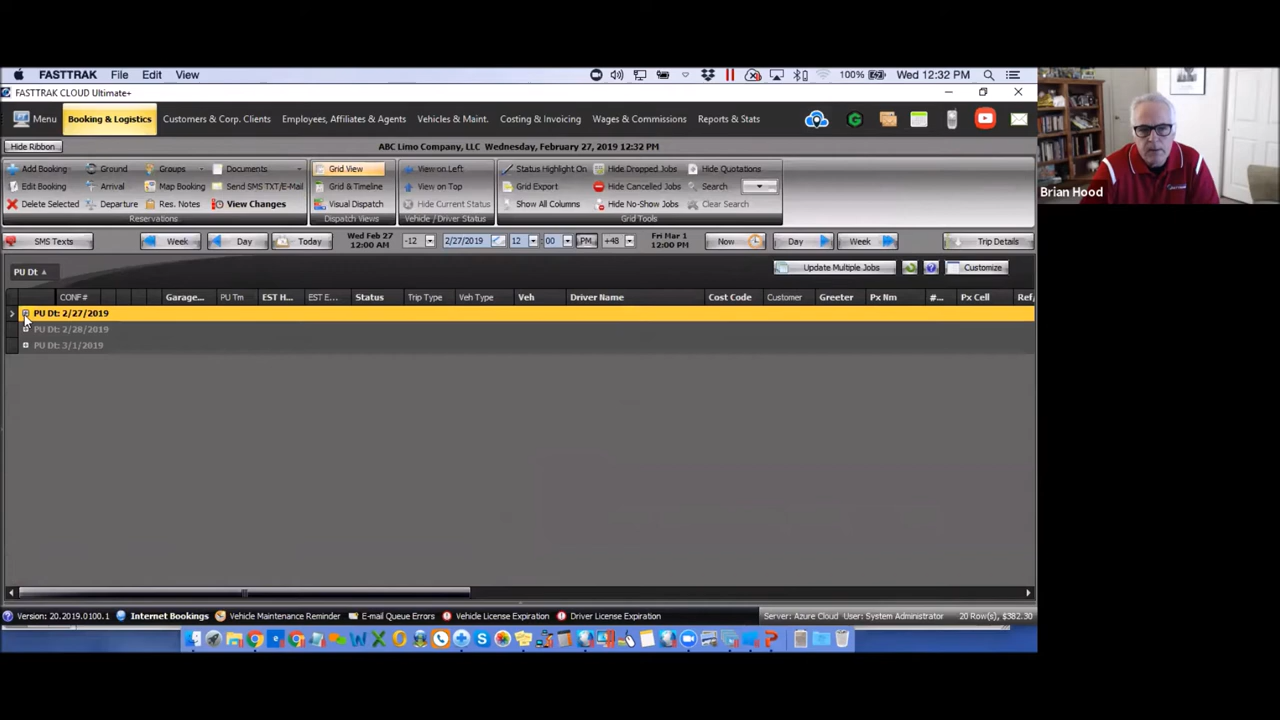 FASTTRAK File Edit View 100% Wed 12:32 PM
FASTTRAK CLOUD Ultimate+
Menu Booking & Logistics Customers & Corp. Clients Employees, Affiliates & Agents Vehicles & Maint. Costing & Invoicing Wages & Commissions Reports & Stats
Hide Ribbon ABC Limo Company, LLC Wednesday, February 27, 2019 12:32 PM
Add Booking Ground Groups Documents Grid View View on Left Status Highlight On Hide Dropped Jobs Hide Quotations
Edit Booking Arrival Map Booking Send SMS TXT/E-Mail Grid & Timeline View on Top Grid Export Hide Cancelled Jobs Search
Delete Selected Departure Res. Notes View Changes Visual Dispatch Hide Current Status Show All Columns Hide No-Show Jobs Clear Search
Reservations Dispatch Views Vehicle / Driver Status Grid Tools
SMS Texts Week Day Today Wed Feb 27 12:00 AM -12 2/27/2019 12 00 PM +48 Fri Mar 1 12:00 PM Now Day Week Trip Details
PU Dt Update Multiple Jobs Customize
CONF# Garage... PU Tm EST H... EST E... Status Trip Type Veh Type Veh Driver Name Cost Code Customer Greeter Px Nm #... Px Cell Ref/
PU Dt: 2/27/2019
PU Dt: 2/28/2019
PU Dt: 3/1/2019
Version: 20.2019.0100.1 Internet Bookings Vehicle Maintenance Reminder E-mail Queue Errors Vehicle License Expiration Driver License Expiration Server: Azure Cloud User: System Administrator 20 Row(s), $382.30
Brian Hood